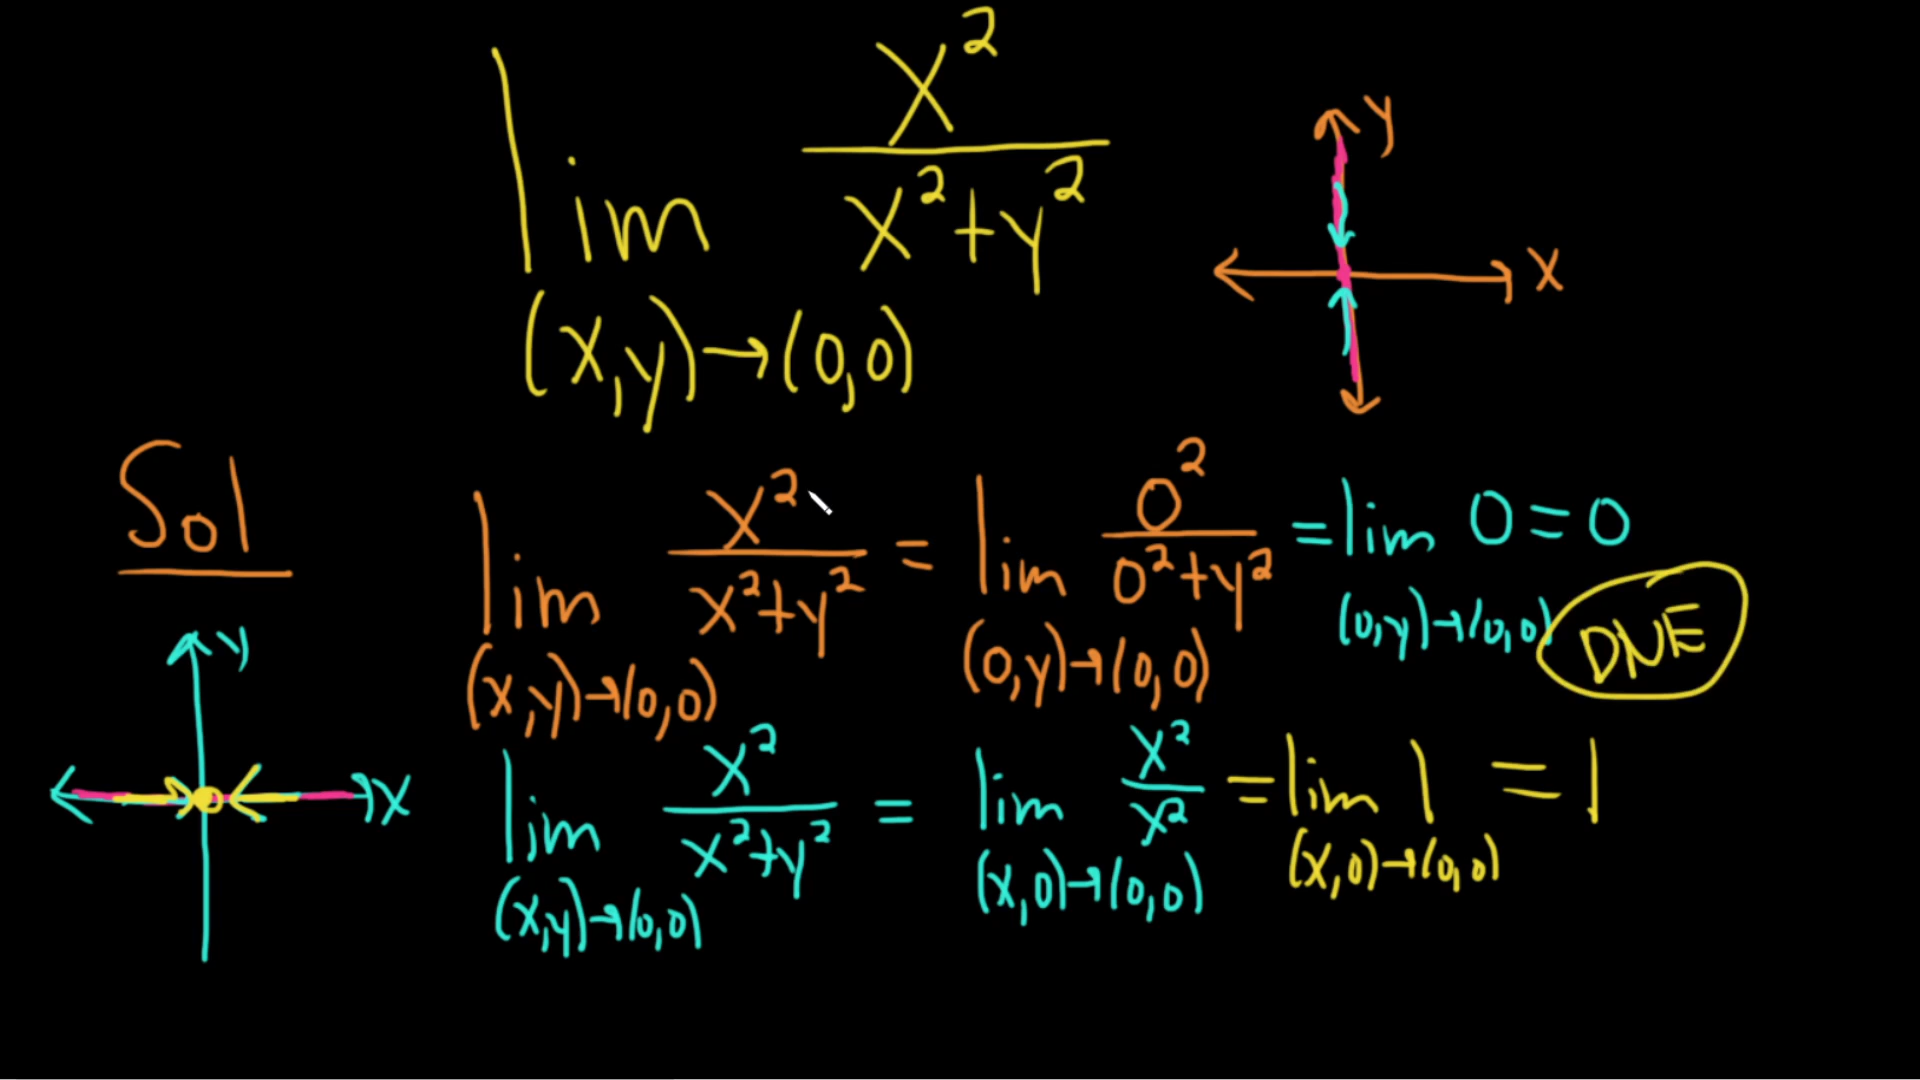 lim x²/(x²+y²)
(x,y)→(0,0)
y
x
Sol
lim x²/(x²+y²) = lim 0²/(0²+y²) = lim 0 = 0
(x,y)→(0,0) (0,y)→(0,0) (0,y)→(0,0)
DNE
y
x
lim x²/(x²+y²) = lim x²/x² = lim 1 = 1
(x,y)→(0,0) (x,0)→(0,0) (x,0)→(0,0)